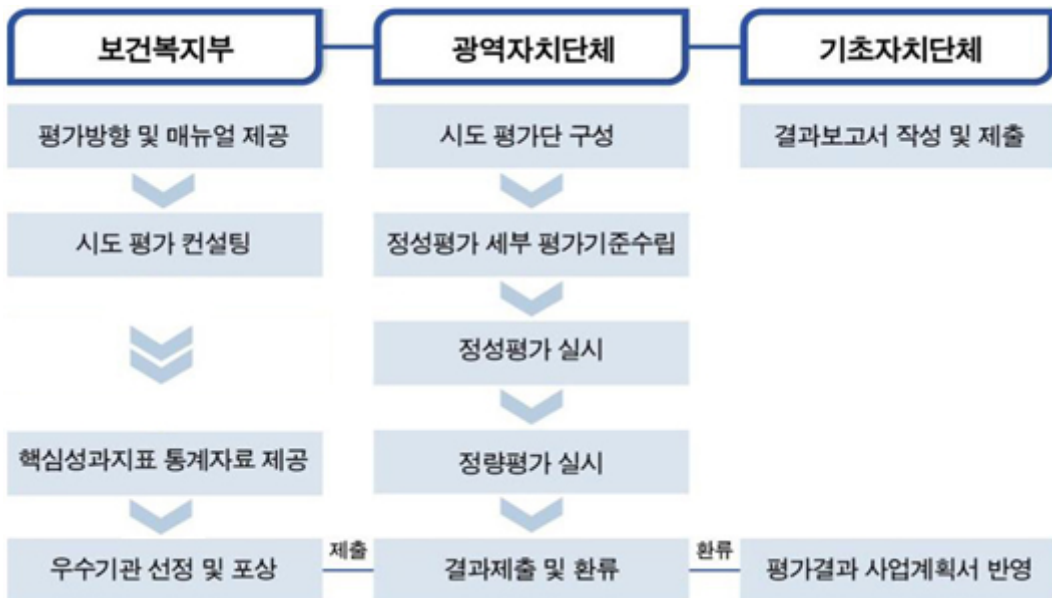 보건복지부
광역자치단체
기초자치단체
평가방향 및 매뉴얼 제공
시도 평가단 구성
결과보고서 작성 및 제출
시도 평가 컨설팅
정성평가 세부 평가기준수립
정성평가 실시
핵심성과지표 통계자료 제공
정량평가 실시
우수기관 선정 및 포상
제출
결과제출 및 환류
환류
평가결과 사업계획서 반영